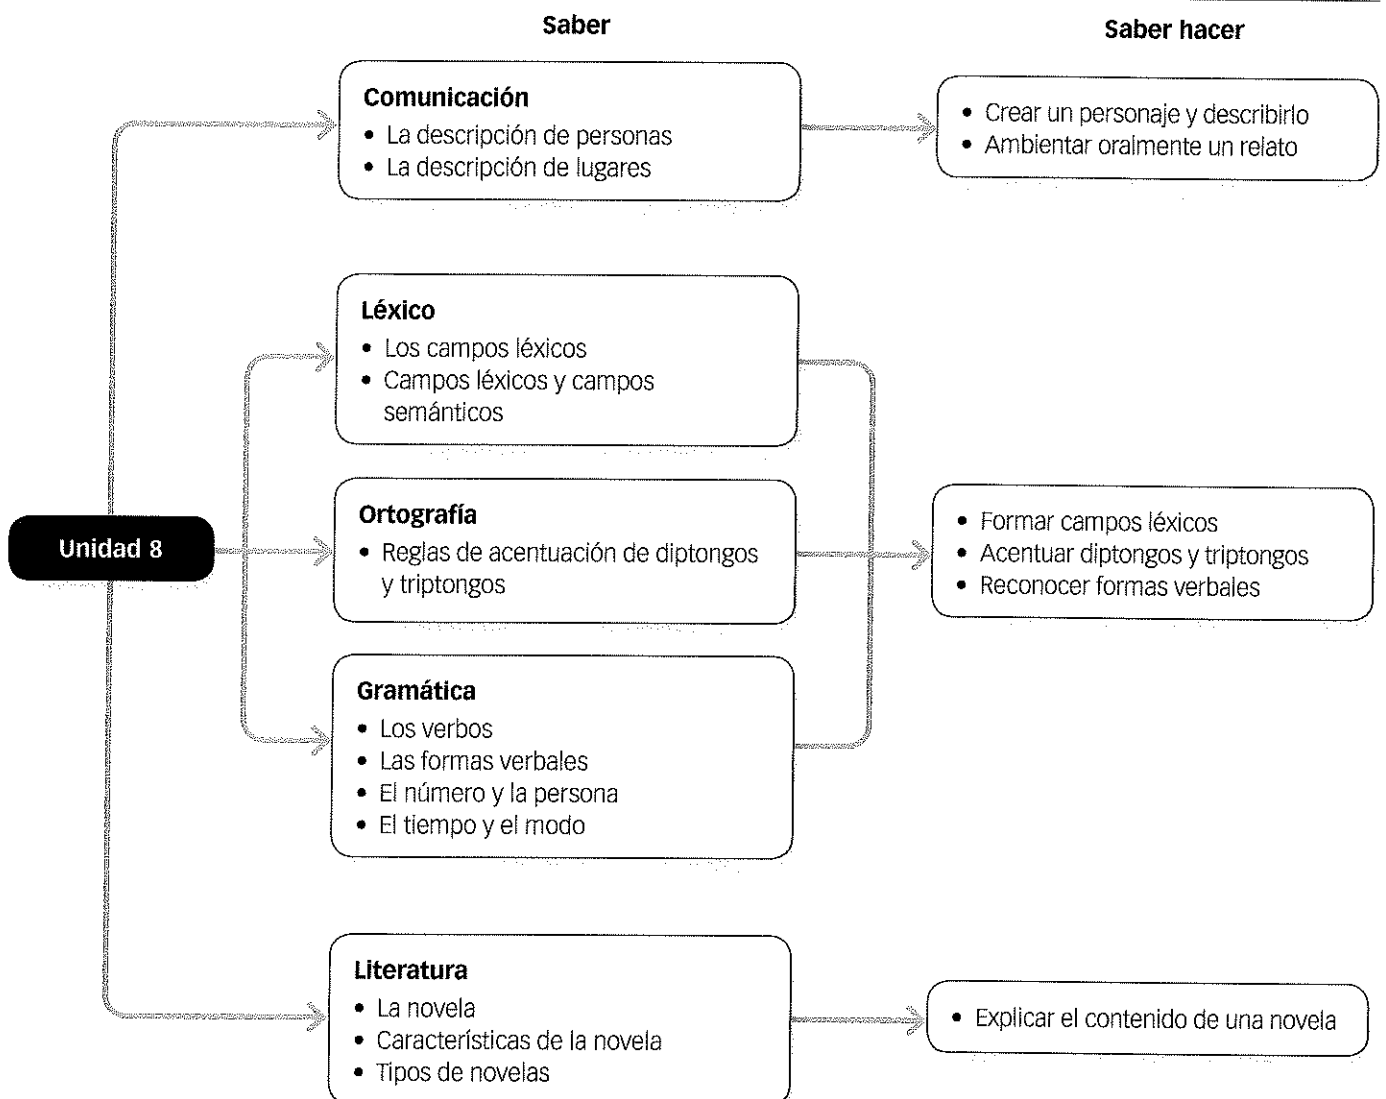 Saber
Saber hacer
Comunicación
• La descripción de personas
• La descripción de lugares
• Crear un personaje y describirlo
• Ambientar oralmente un relato
Léxico
• Los campos léxicos
• Campos léxicos y campos
semánticos
Unidad 8
Ortografía
• Reglas de acentuación de diptongos
y triptongos
• Formar campos léxicos
• Acentuar diptongos y triptongos
• Reconocer formas verbales
Gramática
• Los verbos
• Las formas verbales
• El número y la persona
• El tiempo y el modo
Literatura
• La novela
• Características de la novela
• Tipos de novelas
• Explicar el contenido de una novela